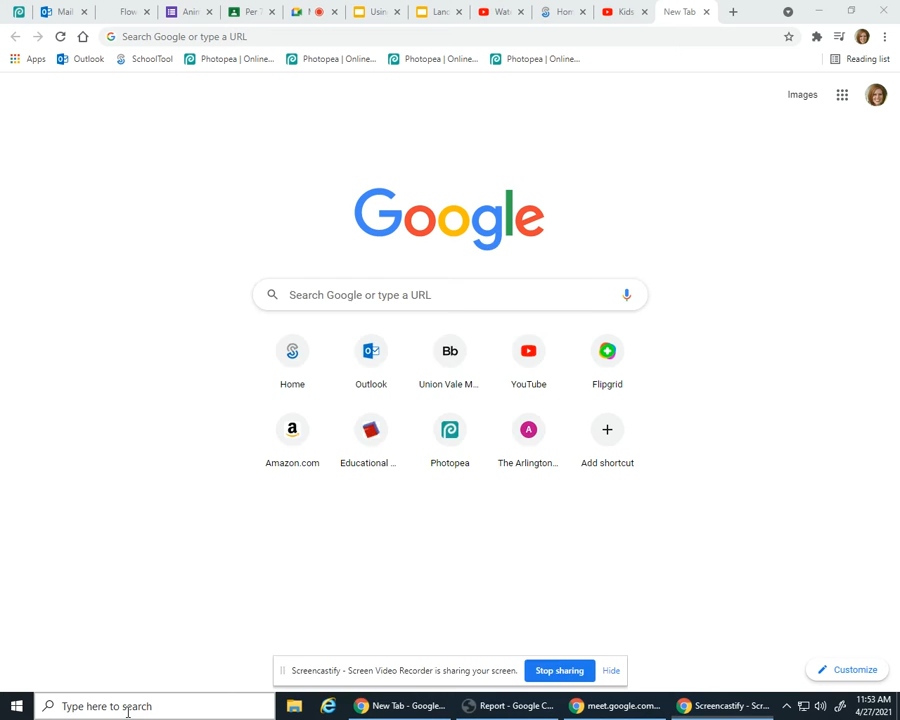 Mail
Flow
Anin
Per 7
Usin
Land
Wat
Hon
Kids
New Tab
Search Google or type a URL
Apps
Outlook
SchoolTool
Photopea | Online...
Photopea | Online...
Photopea | Online...
Photopea | Online...
Reading list
Images
Google
Search Google or type a URL
Home
Outlook
Bb
Union Vale M...
YouTube
Flipgrid
a
Amazon.com
Educational ...
Photopea
A
The Arlington...
Add shortcut
Screencastify - Screen Video Recorder is sharing your screen.
Stop sharing
Hide
Customize
Type here to search
New Tab - Google...
Report - Google C...
meet.google.com...
Screencastify - Scr...
11:53 AM
4/27/2021